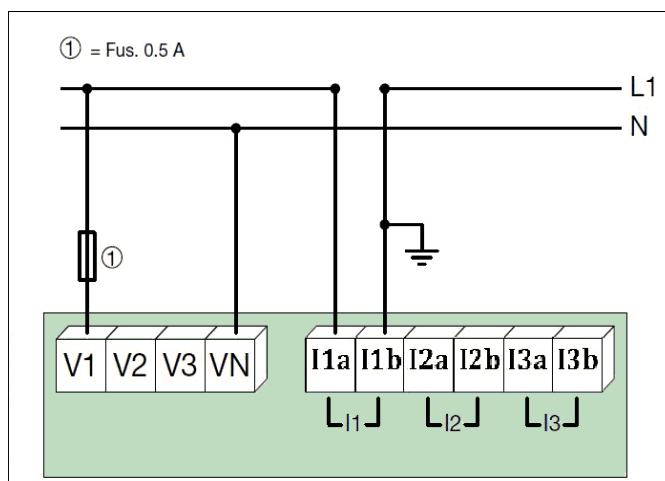 ① = Fus. 0.5 A
L1
N
①
V1 V2 V3 VN
I1a I1b I2a I2b I3a I3b
I1 I2 I3